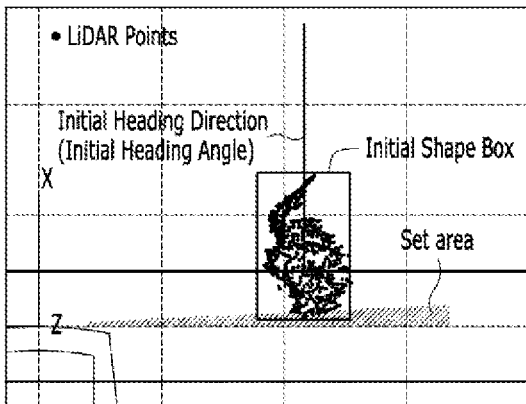 LiDAR Points
Initial Heading Direction
(Initial Heading Angle)
Initial Shape Box
X
Set area
Z